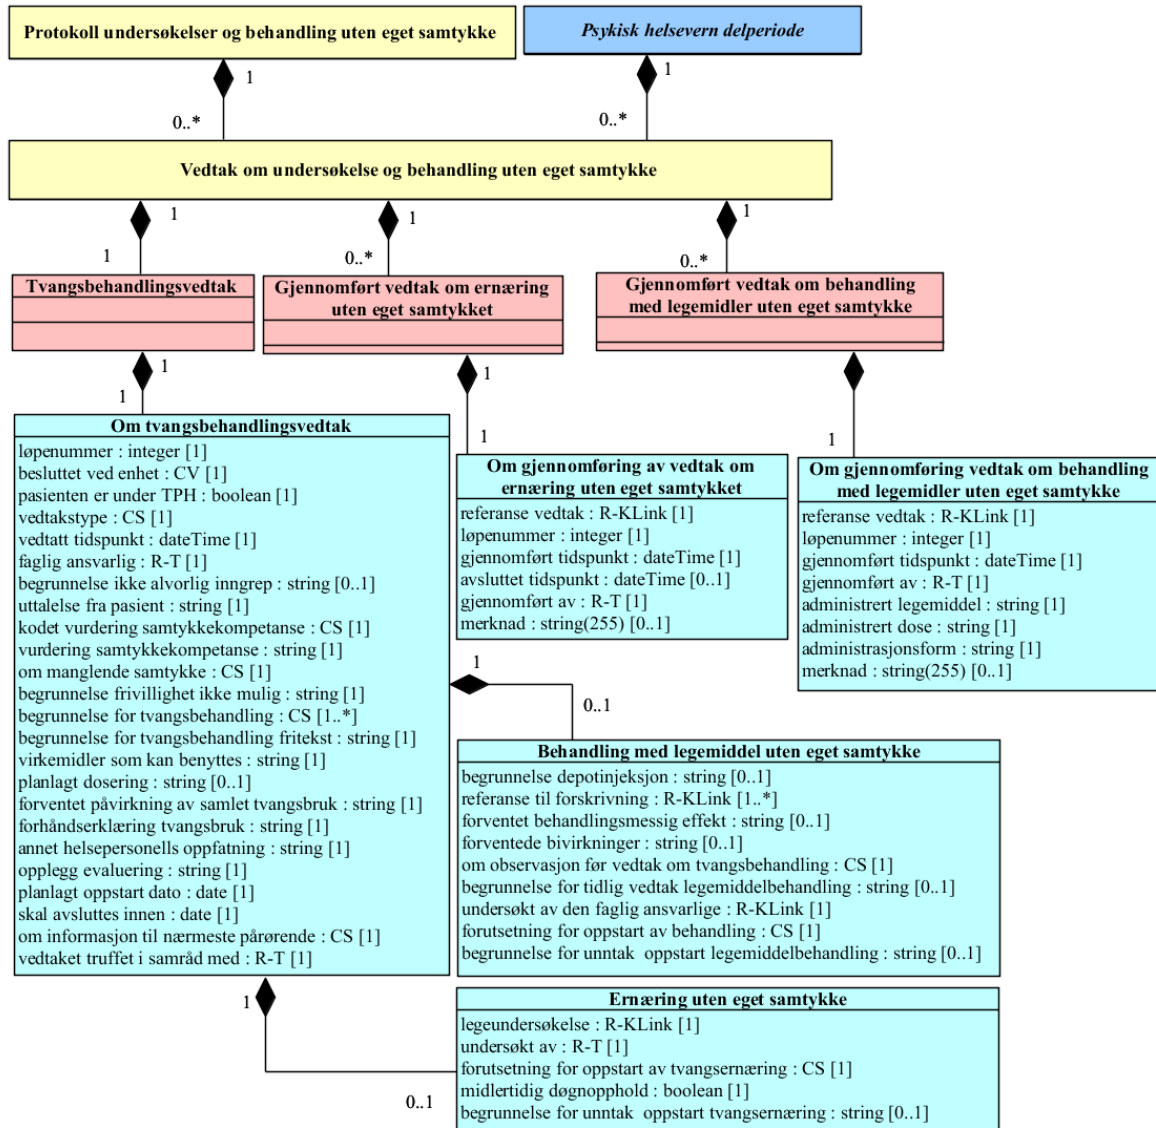 Protokoll undersøkelser og behandling uten eget samtykke
Psykisk helsevern delperiode
1
1
0..*
0..*
Vedtak om undersøkelse og behandling uten eget samtykke
1
1
1
1
0..*
0..*
Tvangsbehandlingsvedtak
Gjennomført vedtak om ernæring
uten eget samtykket
Gjennomført vedtak om behandling
med legemidler uten eget samtykke
1
1
1
1
1
Om tvangsbehandlingsvedtak
løpenummer : integer [1]
besluttet ved enhet : CV [1]
pasienten er under TPH : boolean [1]
vedtakstype : CS [1]
vedtatt tidspunkt : dateTime [1]
faglig ansvarlig : R-T [1]
begrunnelse ikke alvorlig inngrep : string [0..1]
uttalelse fra pasient : string [1]
kodet vurdering samtykkekompetanse : CS [1]
vurdering samtykkekompetanse : string [1]
om manglende samtykke : CS [1]
begrunnelse frivillighet ikke mulig : string [1]
begrunnelse for tvangsbehandling : CS [1..*]
begrunnelse for tvangsbehandling fritekst : string [1]
virkemidler som kan benyttes : string [1]
planlagt dosering : string [0..1]
forventet påvirkning av samlet tvangsbruk : string [1]
forhåndserklæring tvangsbruk : string [1]
annet helsepersonells oppfatning : string [1]
opplegg evaluering : string [1]
planlagt oppstart dato : date [1]
skal avsluttes innen : date [1]
om informasjon til nærmeste pårørende : CS [1]
vedtaket truffet i samråd med : R-T [1]
Om gjennomføring av vedtak om
ernæring uten eget samtykket
referanse vedtak : R-KLink [1]
løpenummer : integer [1]
gjennomført tidspunkt : dateTime [1]
avsluttet tidspunkt : dateTime [0..1]
gjennomført av : R-T [1]
merknad : string(255) [0..1]
Om gjennomføring vedtak om behandling
med legemidler uten eget samtykke
referanse vedtak : R-KLink [1]
løpenummer : integer [1]
gjennomført tidspunkt : dateTime [1]
gjennomført av : R-T [1]
administrert legemiddel : string [1]
administrert dose : string [1]
administrasjonsform : string [1]
merknad : string(255) [0..1]
1
0..1
Behandling med legemiddel uten eget samtykke
begrunnelse depotinjeksjon : string [0..1]
referanse til forskrivning : R-KLink [1..*]
forventet behandlingsmessig effekt : string [0..1]
forventede bivirkninger : string [0..1]
om observasjon før vedtak om tvangsbehandling : CS [1]
begrunnelse for tidlig vedtak legemiddelbehandling : string [0..1]
undersøkt av den faglig ansvarlige : R-KLink [1]
forutsetning for oppstart av behandling : CS [1]
begrunnelse for unntak  oppstart legemiddelbehandling : string [0..1]
1
0..1
Ernæring uten eget samtykke
legeundersøkelse : R-KLink [1]
undersøkt av : R-T [1]
forutsetning for oppstart av tvangsernæring : CS [1]
midlertidig døgnopphold : boolean [1]
begrunnelse for unntak  oppstart tvangsernæring : string [0..1]